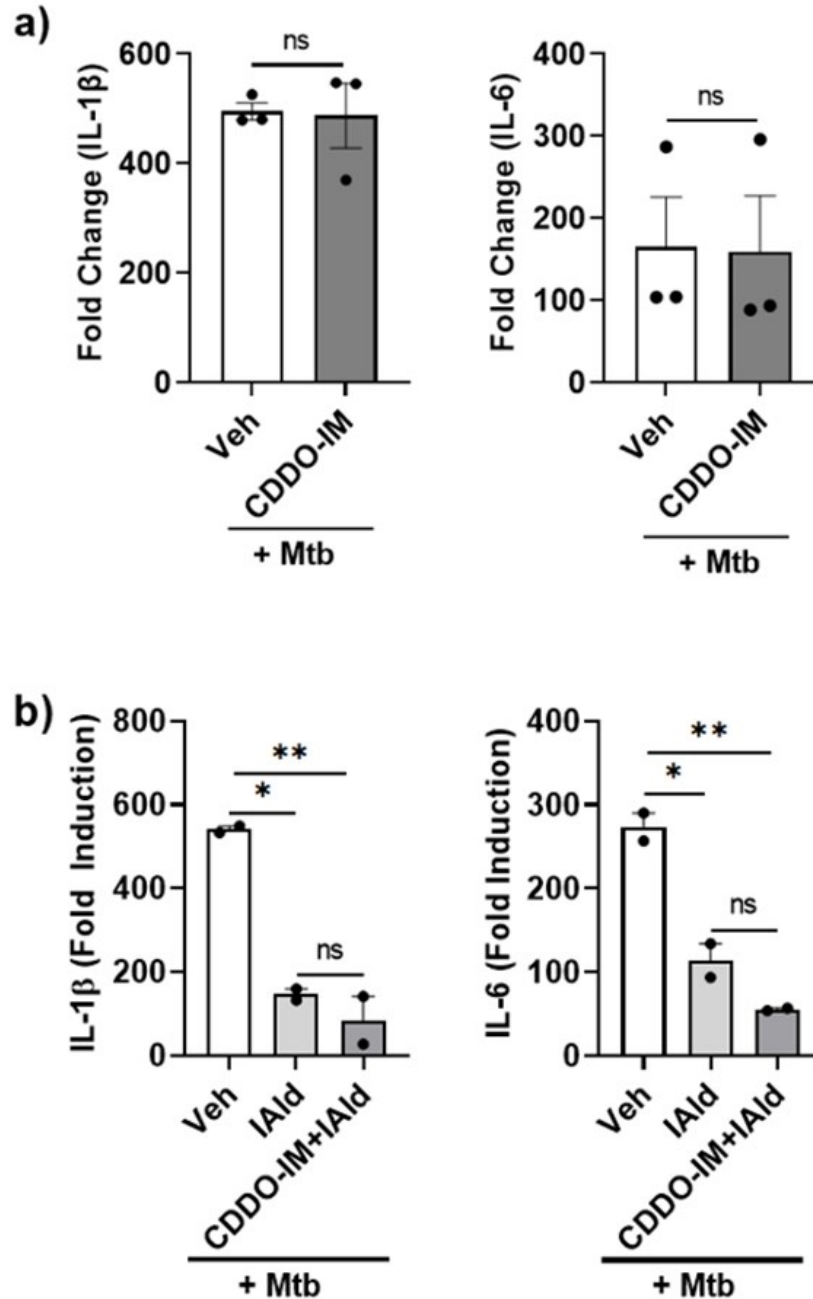 a)
Fold Change (IL-1β)
600
400
200
0
ns
Veh
CDDO-IM
+ Mtb
Fold Change (IL-6)
400
300
200
100
0
ns
Veh
CDDO-IM
+ Mtb
b)
IL-1β (Fold Induction)
800
600
400
200
0
**
*
ns
Veh
IAld
CDDO-IM+IAld
+ Mtb
IL-6 (Fold Induction)
400
300
200
100
0
**
*
ns
Veh
IAld
CDDO-IM+IAld
+ Mtb